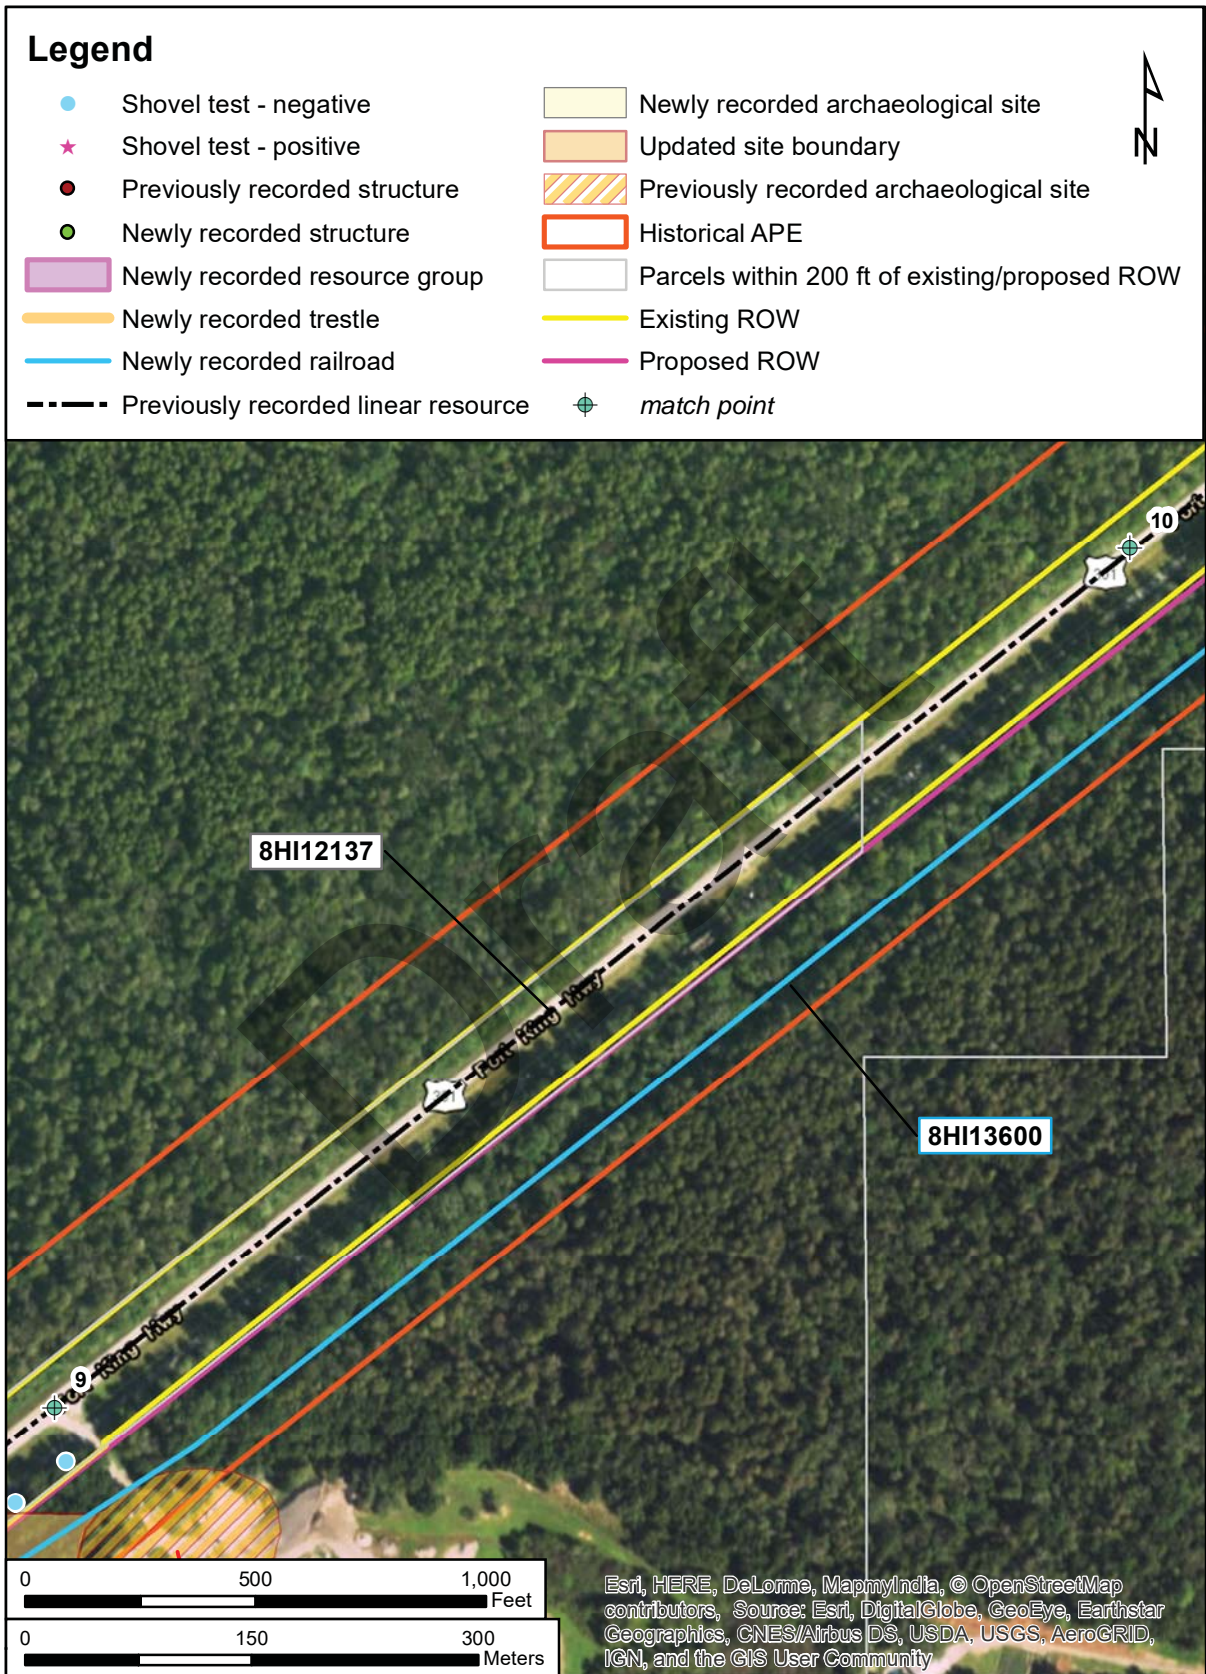 Legend
Shovel test - negative
Shovel test - positive
Previously recorded structure
Newly recorded structure
Newly recorded resource group
Newly recorded trestle
Newly recorded railroad
Previously recorded linear resource
Newly recorded archaeological site
Updated site boundary
Previously recorded archaeological site
Historical APE
Parcels within 200 ft of existing/proposed ROW
Existing ROW
Proposed ROW
match point
N
10
301
8HI12137
Draft
Fort King Hwy
301
8HI13600
King Hwy
9
0 500 1,000
Feet
0 150 300
Meters
Esri, HERE, DeLorme, MapmyIndia, © OpenStreetMap
contributors, Source: Esri, DigitalGlobe, GeoEye, Earthstar
Geographics, CNES/Airbus DS, USDA, USGS, AeroGRID,
IGN, and the GIS User Community